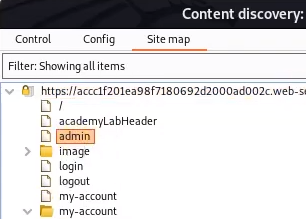 Content discovery:
Control Config Site map
Filter: Showing all items
https://accc1f201ea98f7180692d2000ad002c.web-se
/
academyLabHeader
admin
image
login
logout
my-account
my-account